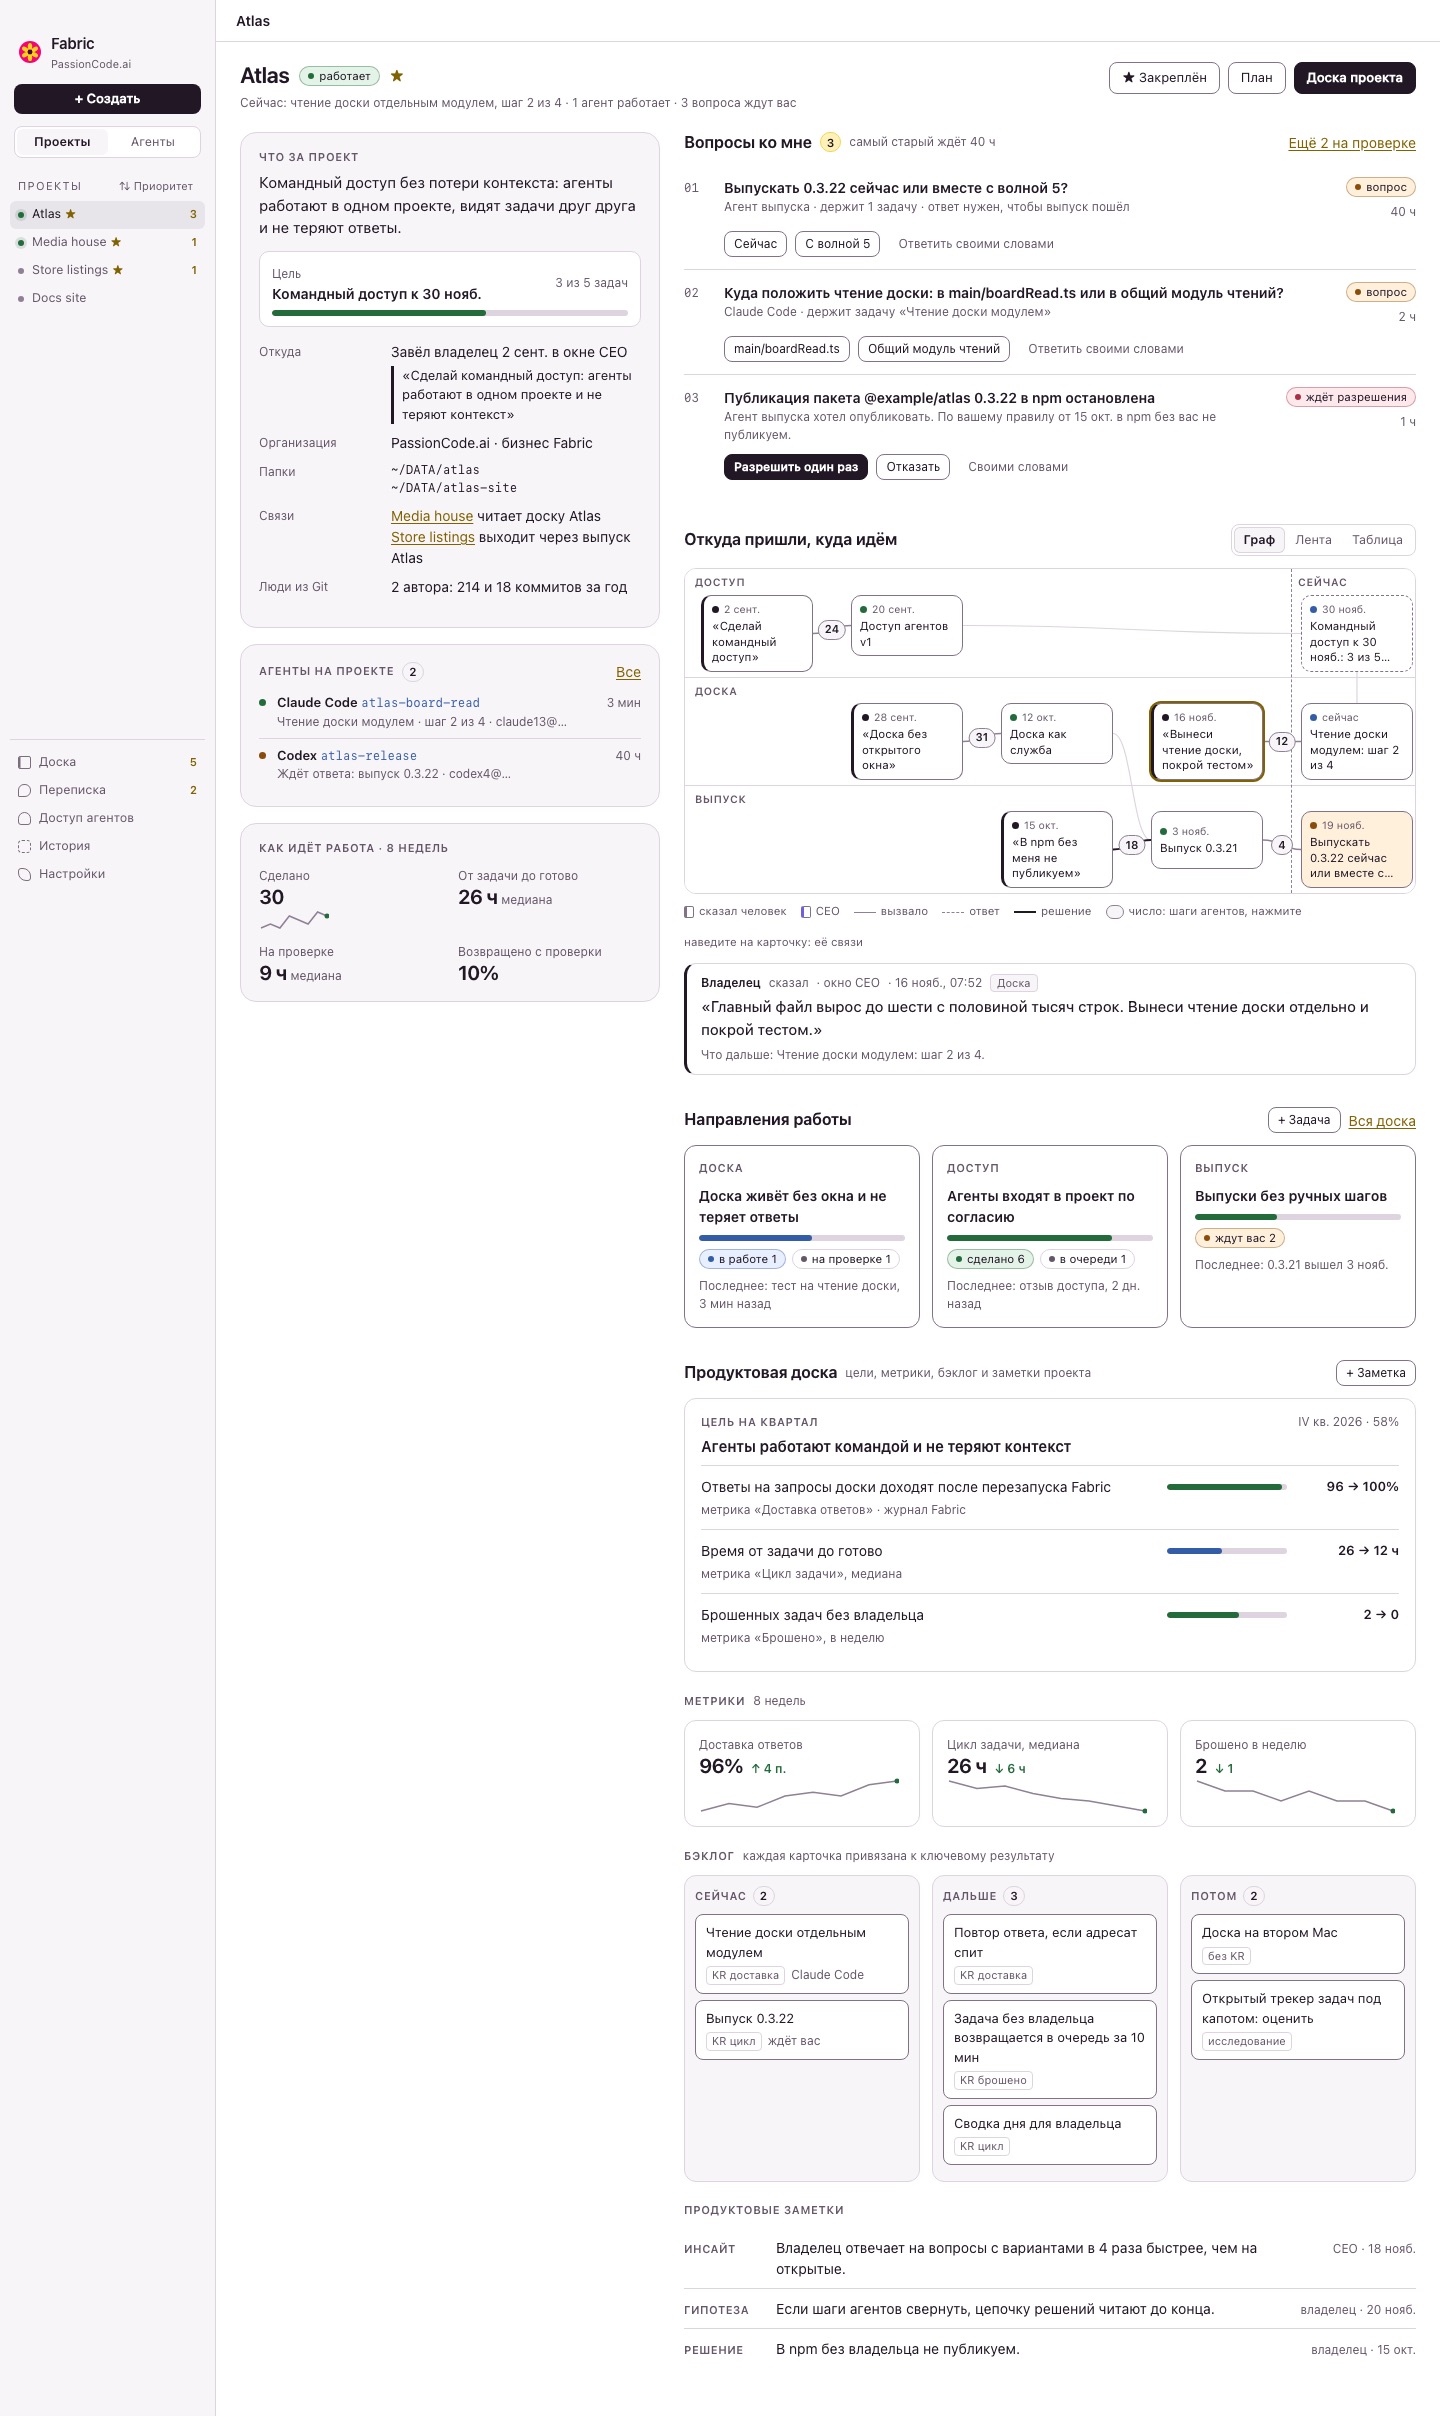 Fabric
PassionCode.ai
+ Создать
Проекты Агенты
ПРОЕКТЫ ⇅ Приоритет
Atlas ★ 3
Media house ★ 1
Store listings ★ 1
Docs site
Доска 5
Переписка 2
Доступ агентов
История
Настройки
Atlas
Atlas работает ★
Сейчас: чтение доски отдельным модулем, шаг 2 из 4 · 1 агент работает · 3 вопроса ждут вас
★ Закреплён План Доска проекта
ЧТО ЗА ПРОЕКТ
Командный доступ без потери контекста: агенты
работают в одном проекте, видят задачи друг друга
и не теряют ответы.
Цель
Командный доступ к 30 нояб.
3 из 5 задач
Откуда Завёл владелец 2 сент. в окне CEO
«Сделай командный доступ: агенты
работают в одном проекте и не
теряют контекст»
Организация PassionCode.ai · бизнес Fabric
Папки ~/DATA/atlas
~/DATA/atlas-site
Связи Media house читает доску Atlas
Store listings выходит через выпуск
Atlas
Люди из Git 2 автора: 214 и 18 коммитов за год
АГЕНТЫ НА ПРОЕКТЕ 2 Все
Claude Code atlas-board-read 3 мин
Чтение доски модулем · шаг 2 из 4 · claude13@...
Codex atlas-release 40 ч
Ждёт ответа: выпуск 0.3.22 · codex4@...
КАК ИДЁТ РАБОТА · 8 НЕДЕЛЬ
Сделано
30
От задачи до готово
26 ч медиана
На проверке
9 ч медиана
Возвращено с проверки
10%
Вопросы ко мне 3 самый старый ждёт 40 ч Ещё 2 на проверке
01 Выпускать 0.3.22 сейчас или вместе с волной 5? вопрос
Агент выпуска · держит 1 задачу · ответ нужен, чтобы выпуск пошёл 40 ч
Сейчас С волной 5 Ответить своими словами
02 Куда положить чтение доски: в main/boardRead.ts или в общий модуль чтений? вопрос
Claude Code · держит задачу «Чтение доски модулем» 2 ч
main/boardRead.ts Общий модуль чтений Ответить своими словами
03 Публикация пакета @example/atlas 0.3.22 в npm остановлена ждёт разрешения
Агент выпуска хотел опубликовать. По вашему правилу от 15 окт. в npm без вас не
публикуем.
1 ч
Разрешить один раз Отказать Своими словами
Откуда пришли, куда идём Граф Лента Таблица
ДОСТУП СЕЙЧАС
2 сент.
«Сделай
командный
доступ»
24
20 сент.
Доступ агентов
v1
30 нояб.
Командный
доступ к 30
нояб.: 3 из 5...
ДОСКА
28 сент.
«Доска без
открытого
окна»
31
12 окт.
Доска как
служба
16 нояб.
«Вынеси
чтение доски,
покрой тестом»
12
сейчас
Чтение доски
модулем: шаг 2
из 4
ВЫПУСК
15 окт.
«В npm без
меня не
публикуем»
18
3 нояб.
Выпуск 0.3.21
4
19 нояб.
Выпускать
0.3.22 сейчас
или вместе с...
сказал человек CEO вызвало ответ решение число: шаги агентов, нажмите
наведите на карточку: её связи
Владелец сказал · окно CEO · 16 нояб., 07:52 Доска
«Главный файл вырос до шести с половиной тысяч строк. Вынеси чтение доски отдельно и
покрой тестом.»
Что дальше: Чтение доски модулем: шаг 2 из 4.
Направления работы + Задача Вся доска
ДОСКА
Доска живёт без окна и не
теряет ответы
в работе 1 на проверке 1
Последнее: тест на чтение доски,
3 мин назад
ДОСТУП
Агенты входят в проект по
согласию
сделано 6 в очереди 1
Последнее: отзыв доступа, 2 дн.
назад
ВЫПУСК
Выпуски без ручных шагов
ждут вас 2
Последнее: 0.3.21 вышел 3 нояб.
Продуктовая доска цели, метрики, бэклог и заметки проекта + Заметка
ЦЕЛЬ НА КВАРТАЛ IV кв. 2026 · 58%
Агенты работают командой и не теряют контекст
Ответы на запросы доски доходят после перезапуска Fabric 96 → 100%
метрика «Доставка ответов» · журнал Fabric
Время от задачи до готово 26 → 12 ч
метрика «Цикл задачи», медиана
Брошенных задач без владельца 2 → 0
метрика «Брошено», в неделю
МЕТРИКИ 8 недель
Доставка ответов
96% ↑ 4 п.
Цикл задачи, медиана
26 ч ↓ 6 ч
Брошено в неделю
2 ↓ 1
БЭКЛОГ каждая карточка привязана к ключевому результату
СЕЙЧАС 2
Чтение доски отдельным
модулем
KR доставка Claude Code
Выпуск 0.3.22
KR цикл ждёт вас
ДАЛЬШЕ 3
Повтор ответа, если адресат
спит
KR доставка
Задача без владельца
возвращается в очередь за 10
мин
KR брошено
Сводка дня для владельца
KR цикл
ПОТОМ 2
Доска на втором Mac
без KR
Открытый трекер задач под
капотом: оценить
исследование
ПРОДУКТОВЫЕ ЗАМЕТКИ
ИНСАЙТ Владелец отвечает на вопросы с вариантами в 4 раза быстрее, чем на
открытые.
CEO · 18 нояб.
ГИПОТЕЗА Если шаги агентов свернуть, цепочку решений читают до конца. владелец · 20 нояб.
РЕШЕНИЕ В npm без владельца не публикуем. владелец · 15 окт.